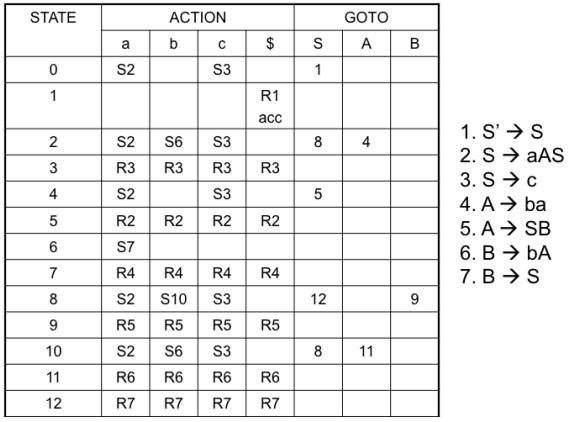 STATE ACTION GOTO
a b c $ S A B
0 S2 S3 1
1 R1
acc
2 S2 S6 S3 8 4
3 R3 R3 R3 R3
4 S2 S3 5
5 R2 R2 R2 R2
6 S7
7 R4 R4 R4 R4
8 S2 S10 S3 12 9
9 R5 R5 R5 R5
10 S2 S6 S3 8 11
11 R6 R6 R6 R6
12 R7 R7 R7 R7
1. S’ → S
2. S → aAS
3. S → c
4. A → ba
5. A → SB
6. B → bA
7. B → S